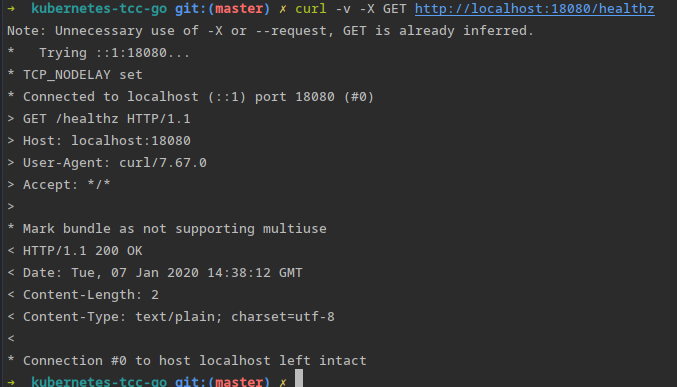 ➜  kubernetes-tcc-go git:(master) ✗ curl -v -X GET http://localhost:18080/healthz
Note: Unnecessary use of -X or --request, GET is already inferred.
*   Trying ::1:18080...
* TCP_NODELAY set
* Connected to localhost (::1) port 18080 (#0)
> GET /healthz HTTP/1.1
> Host: localhost:18080
> User-Agent: curl/7.67.0
> Accept: */*
>
* Mark bundle as not supporting multiuse
< HTTP/1.1 200 OK
< Date: Tue, 07 Jan 2020 14:38:12 GMT
< Content-Length: 2
< Content-Type: text/plain; charset=utf-8
<
* Connection #0 to host localhost left intact
➜  kubernetes-tcc-go git:(master) ✗